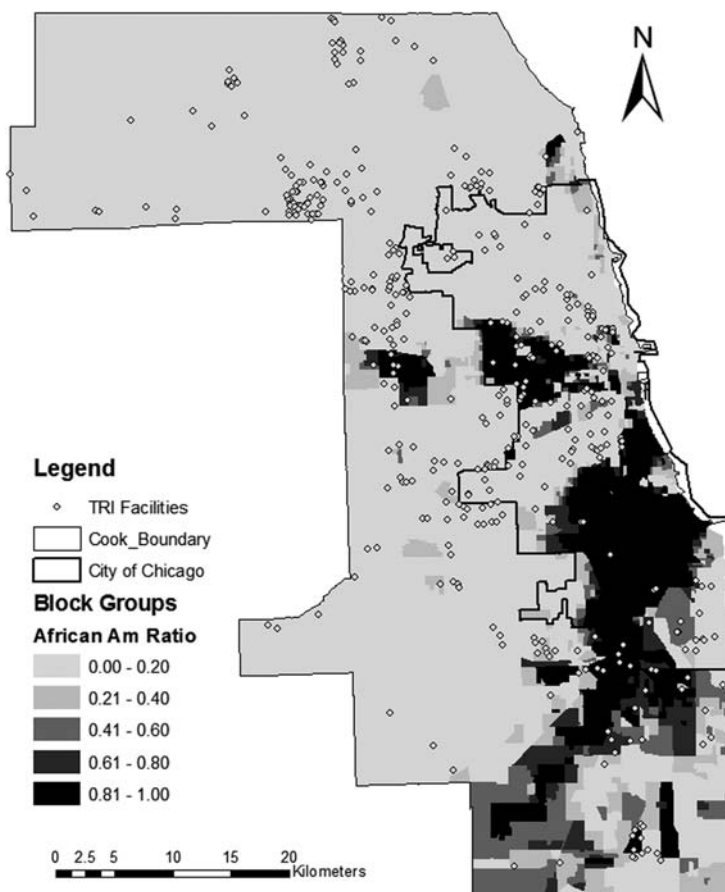 N
Legend
TRI Facilities
Cook_Boundary
City of Chicago
Block Groups
African Am Ratio
0.00 - 0.20
0.21 - 0.40
0.41 - 0.60
0.61 - 0.80
0.81 - 1.00
0 2.5 5 10 15 20
Kilometers